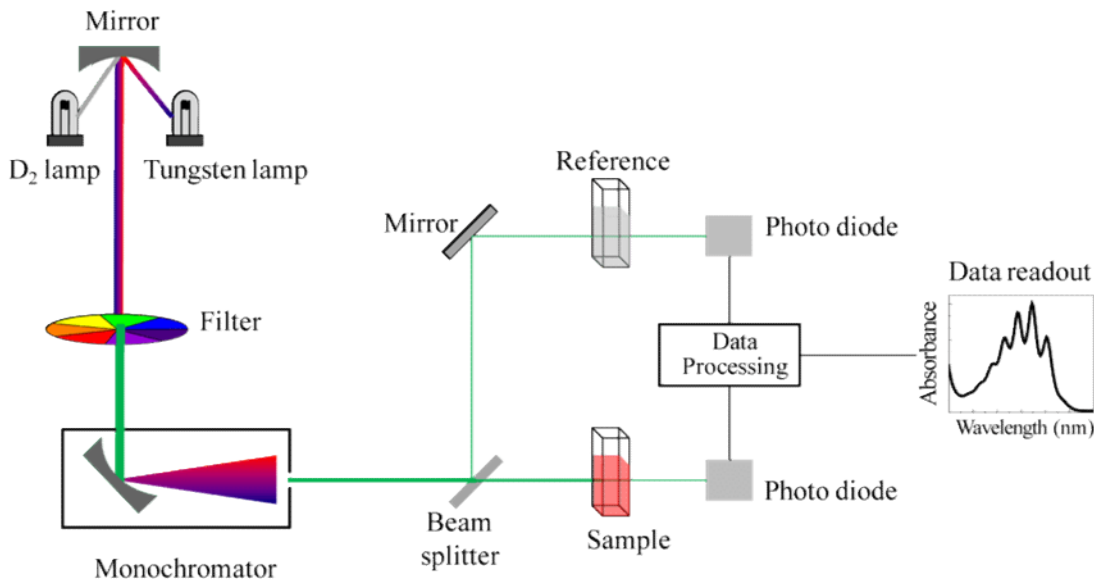 Mirror
D₂ lamp
Tungsten lamp
Filter
Monochromator
Mirror
Reference
Photo diode
Beam
splitter
Sample
Photo diode
Data
Processing
Data readout
Absorbance
Wavelength (nm)